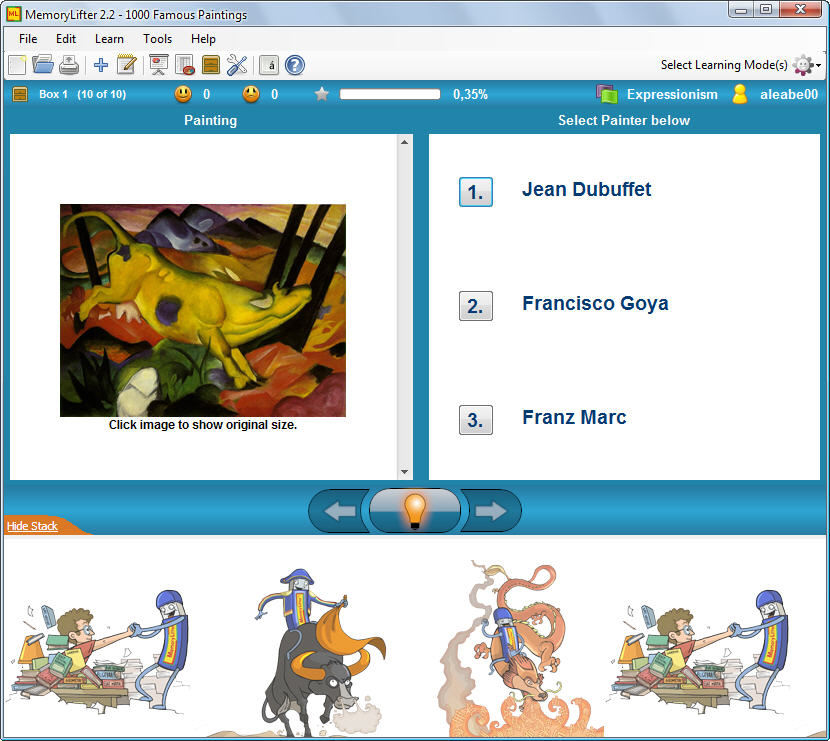 ML MemoryLifter 2.2 - 1000 Famous Paintings
File Edit Learn Tools Help
á ? Select Learning Mode(s)
Box 1 (10 of 10) 0 0 0,35% Expressionism aleabe00
Painting
Select Painter below
1. Jean Dubuffet
2. Francisco Goya
3. Franz Marc
Click image to show original size.
Hide Stack
MemoryLifter
MemoryLifter